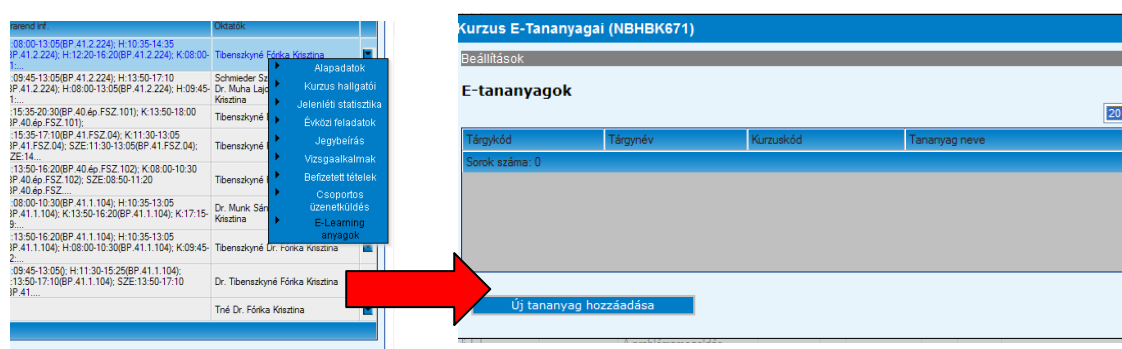 rarend inf. Oktatók
:08:00-13:05(BP.41.2.224); H:10:35-14:35
BP.41.2.224); H:12:20-16:20(BP.41.2.224); K:08:00- Tibenszkyné Fórika Krisztina
1:...
:09:45-13:05(BP.41.2.224); H:13:50-17:10 Schmieder Sz
BP.41.2.224); H:08:00-13:05(BP.41.2.224); H:09:45- Dr. Muha Lajo
1:... Krisztina
:15:35-20:30(BP.40.ép.FSZ.101); K:13:50-18:00 Tibenszkyné
BP.40.ép.FSZ.101);
:15:35-17:10(BP.41.FSZ.04); K:11:30-13:05
BP.41.FSZ.04); SZE:11:30-13:05(BP.41.FSZ.04); Tibenszkyné
ZE:14...
:13:50-16:20(BP.40.ép.FSZ.102); K:08:00-10:30
BP.40.ép.FSZ.102); SZE:08:50-11:20 Tibenszkyné
BP.40.ép.FSZ....
:08:00-10:30(BP.41.1.104); H:10:35-13:05 Dr. Munk Sán
BP.41.1.104); K:13:50-16:20(BP.41.1.104); K:17:15- Krisztina
9:...
:13:50-16:20(BP.41.1.104); H:10:35-13:05
BP.41.1.104); H:08:00-10:30(BP.41.1.104); K:09:45- Tibenszkyné Dr. Fórika Krisztina
2:...
:09:45-13:05(); H:11:30-15:25(BP.41.1.104);
:13:50-17:10(BP.41.1.104); SZE:13:50-17:10 Dr. Tibenszkyné Fórika Krisztina
BP.41....
Tné Dr. Fórika Krisztina
Alapadatok
Kurzus hallgatói
Jelenléti statisztika
Évközi feladatok
Jegybeírás
Vizsgaalkalmak
Befizetett tételek
Csoportos
üzenetküldés
E-Learning
anyagok
Kurzus E-Tananyagai (NBHBK671)
Beállítások
E-tananyagok
20
Tárgykód Tárgynév Kurzuskód Tananyag neve
Sorok száma: 0
Új tananyag hozzáadása